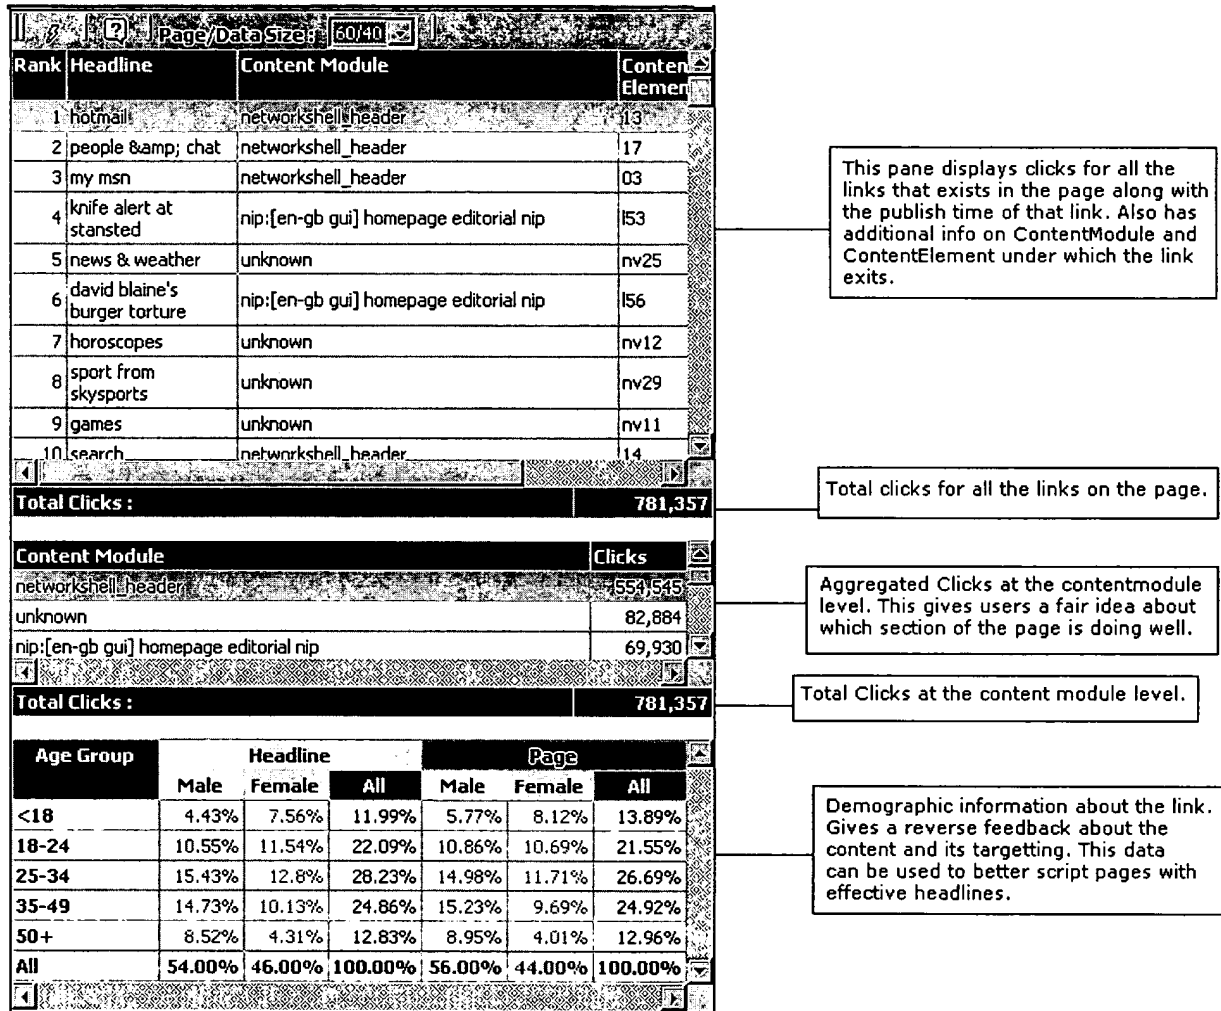 Page/Data Size : 60/40
Rank Headline Content Module Conten
Elemen
1 hotmail networkshell_header 13
2 people &amp; chat networkshell_header 17
3 my msn networkshell_header 03
4 knife alert at stansted nip:[en-gb gui] homepage editorial nip l53
5 news & weather unknown nv25
6 david blaine's burger torture nip:[en-gb gui] homepage editorial nip l56
7 horoscopes unknown nv12
8 sport from skysports unknown nv29
9 games unknown nv11
10 search networkshell_header 14
Total Clicks : 781,357
Content Module Clicks
networkshell_header 554,545
unknown 82,884
nip:[en-gb gui] homepage editorial nip 69,930
Total Clicks : 781,357
Age Group Headline Page
Male Female All Male Female All
<18 4.43% 7.56% 11.99% 5.77% 8.12% 13.89%
18-24 10.55% 11.54% 22.09% 10.86% 10.69% 21.55%
25-34 15.43% 12.8% 28.23% 14.98% 11.71% 26.69%
35-49 14.73% 10.13% 24.86% 15.23% 9.69% 24.92%
50+ 8.52% 4.31% 12.83% 8.95% 4.01% 12.96%
All 54.00% 46.00% 100.00% 56.00% 44.00% 100.00%
This pane displays clicks for all the
links that exists in the page along with
the publish time of that link. Also has
additional info on ContentModule and
ContentElement under which the link
exits.
Total clicks for all the links on the page.
Aggregated Clicks at the contentmodule
level. This gives users a fair idea about
which section of the page is doing well.
Total Clicks at the content module level.
Demographic information about the link.
Gives a reverse feedback about the
content and its targetting. This data
can be used to better script pages with
effective headlines.